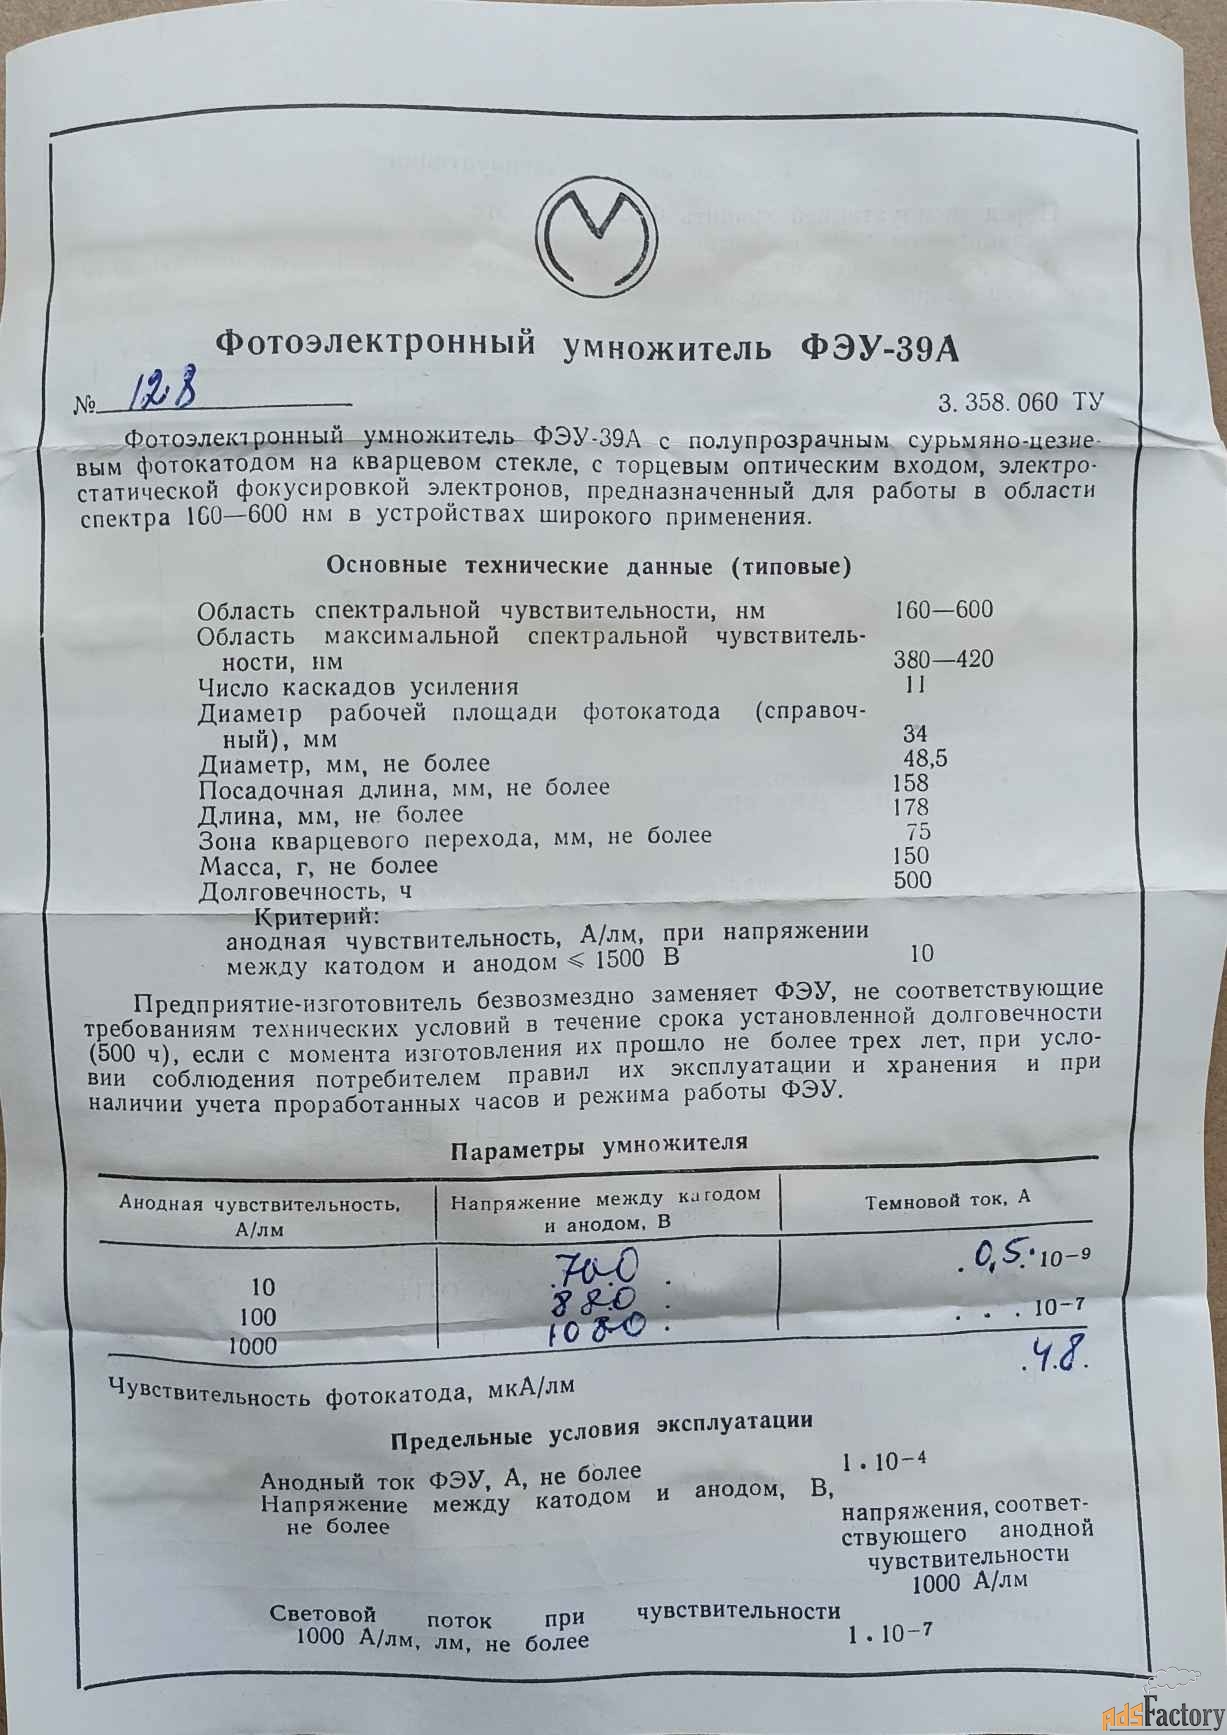 Фотоэлектронный умножитель ФЭУ-39А
№ 128
3.358.060 ТУ
Фотоэлектронный умножитель ФЭУ-39А с полупрозрачным сурьмяно-цезие-
вым фотокатодом на кварцевом стекле, с торцевым оптическим входом, электро-
статической фокусировкой электронов, предназначенный для работы в области
спектра 160—600 нм в устройствах широкого применения.
Основные технические данные (типовые)
Область спектральной чувствительности, нм 160—600
Область максимальной спектральной чувствитель-
ности, нм 380—420
Число каскадов усиления 11
Диаметр рабочей площади фотокатода (справоч-
ный), мм 34
Диаметр, мм, не более 48,5
Посадочная длина, мм, не более 158
Длина, мм, не более 178
Зона кварцевого перехода, мм, не более 75
Масса, г, не более 150
Долговечность, ч 500
Критерий:
анодная чувствительность, А/лм, при напряжении
между катодом и анодом ⩽ 1500 В 10
Предприятие-изготовитель безвозмездно заменяет ФЭУ, не соответствующие
требованиям технических условий в течение срока установленной долговечности
(500 ч), если с момента изготовления их прошло не более трех лет, при усло-
вии соблюдения потребителем правил их эксплуатации и хранения и при
наличии учета проработанных часов и режима работы ФЭУ.
Параметры умножителя
Анодная чувствительность, А/лм
Напряжение между катодом и анодом, В
Темновой ток, А
10 700 0,5·10−9
100 880
1000 1080 . . . 10−7
Чувствительность фотокатода, мкА/лм 48
Предельные условия эксплуатации
Анодный ток ФЭУ, А, не более 1·10−4
Напряжение между катодом и анодом, В,
не более напряжения, соответ-
ствующего анодной
чувствительности
1000 А/лм
Световой поток при чувствительности
1000 А/лм, лм, не более 1·10−7
AdsFactory